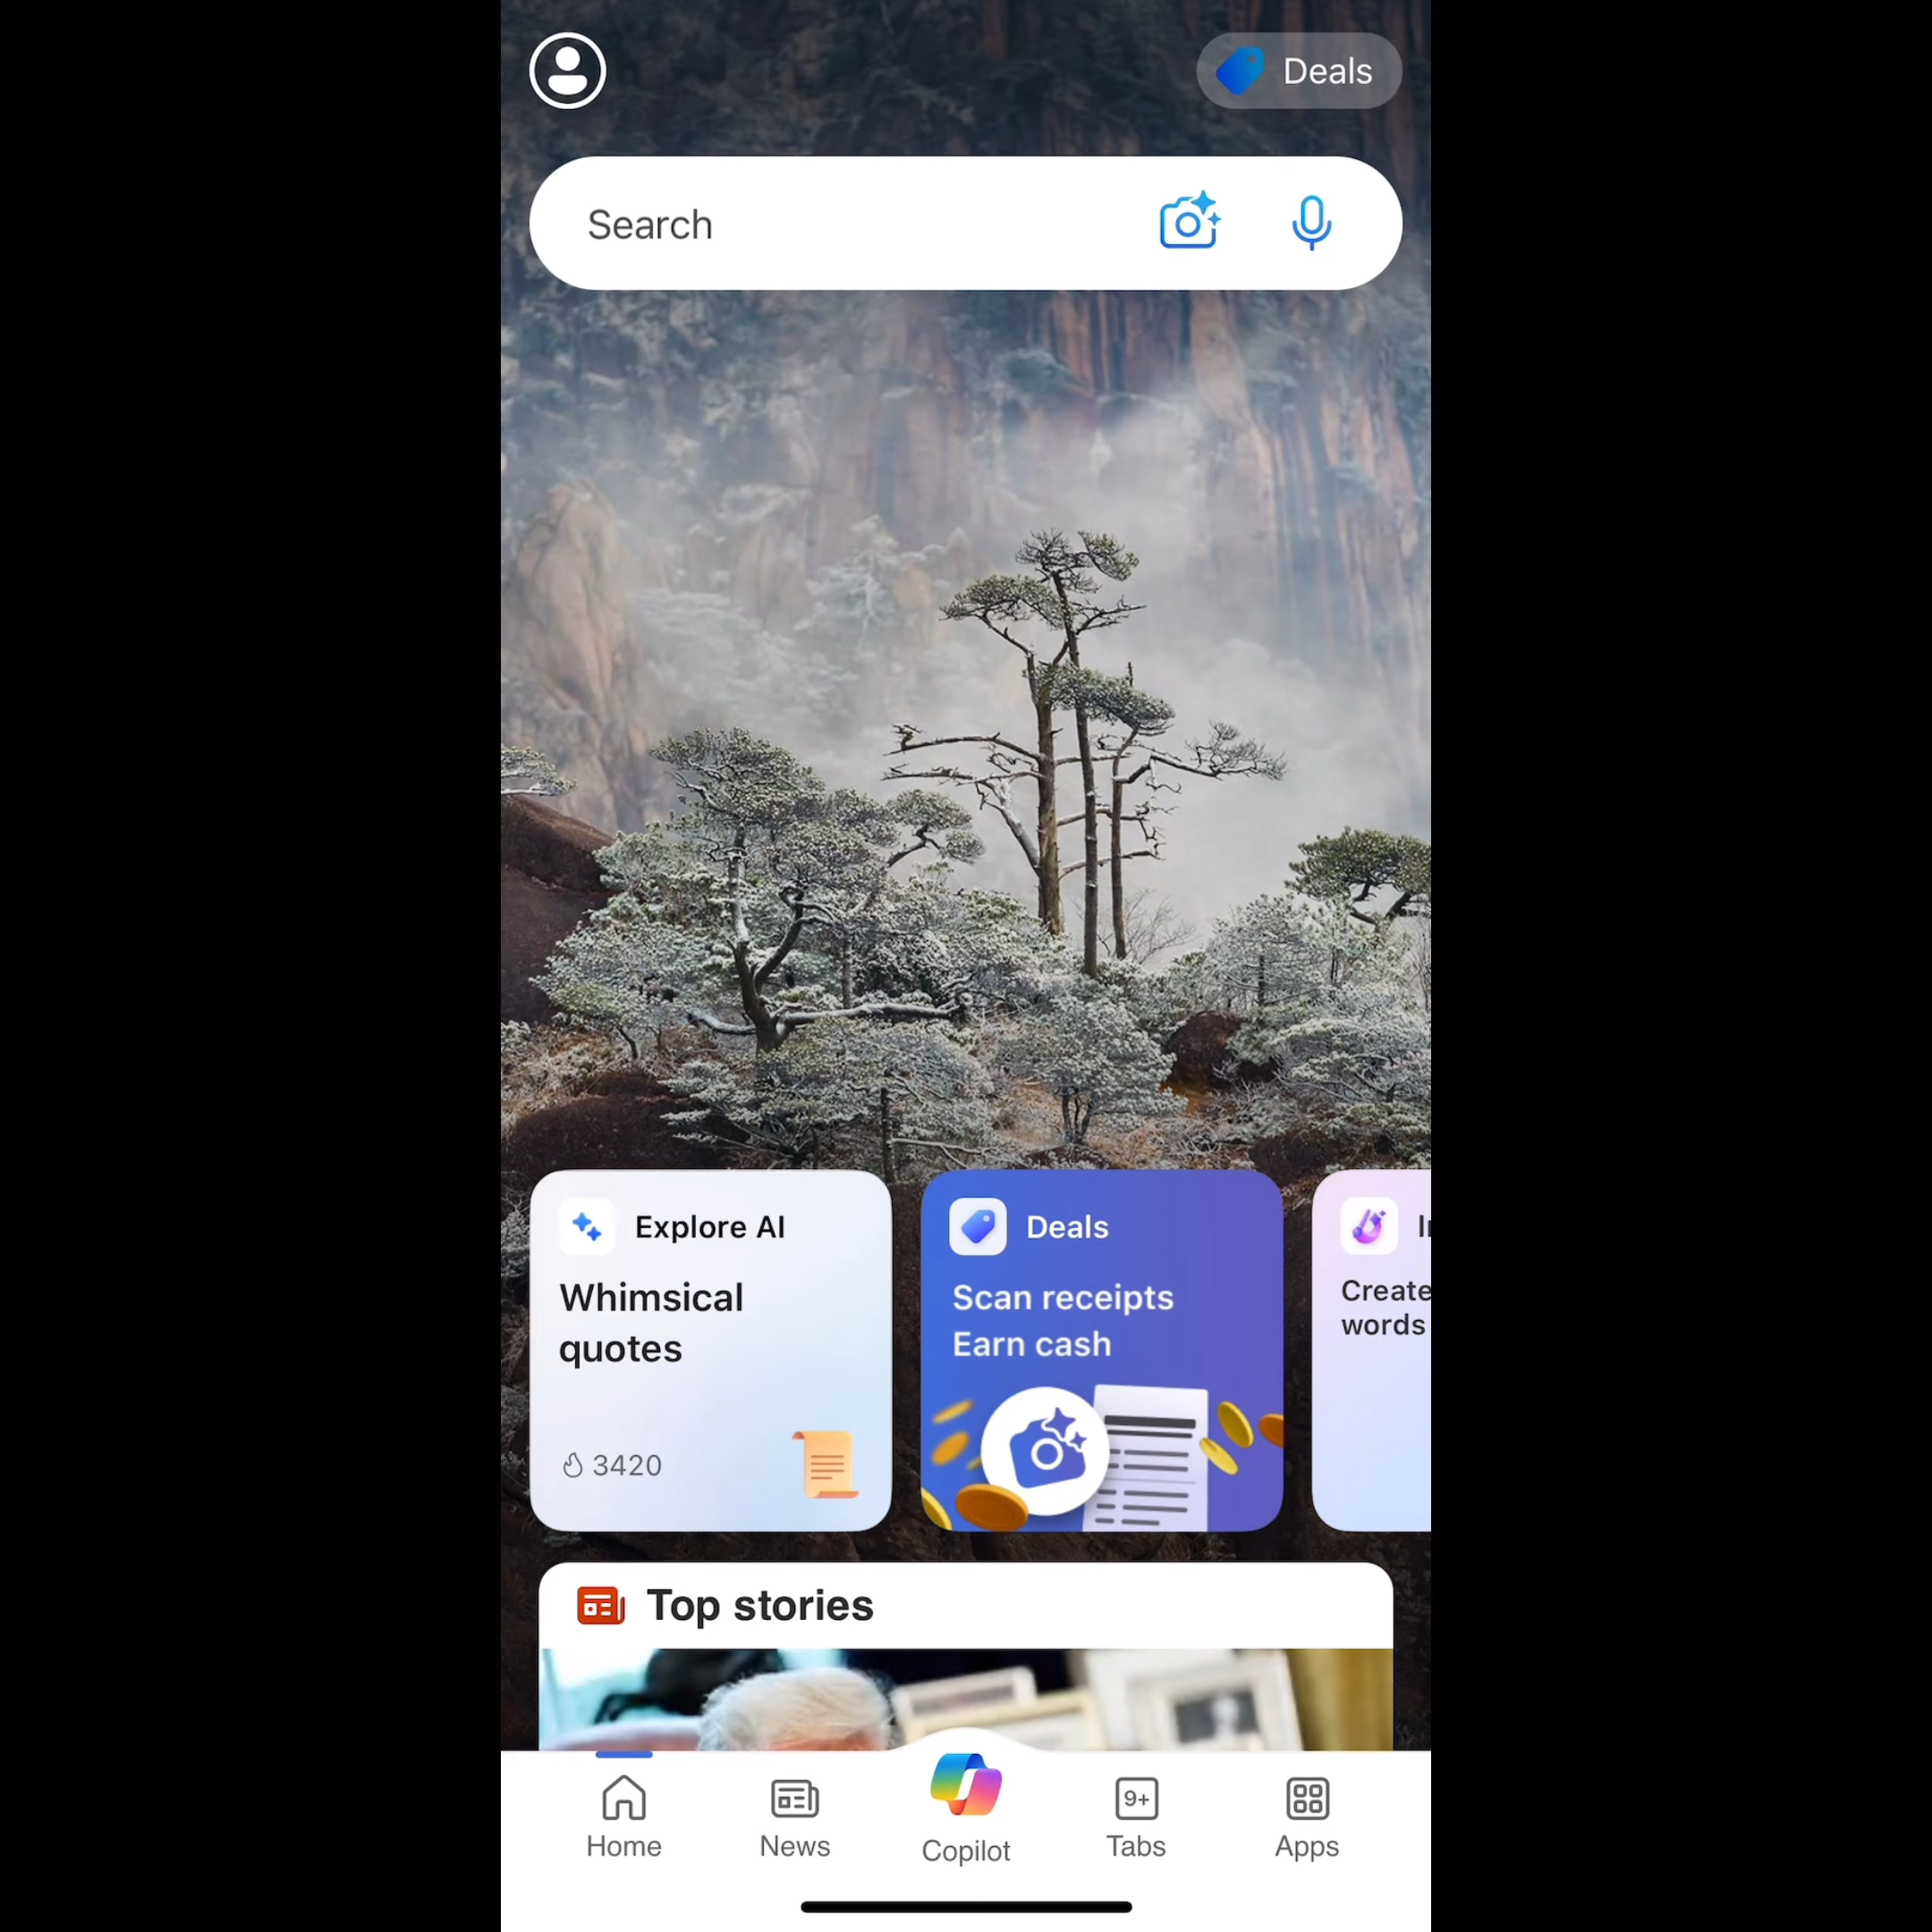 Deals
Search
Explore AI
Whimsical
quotes
3420
Deals
Scan receipts
Earn cash
Create
words
Top stories
Home
News
Copilot
9+
Tabs
Apps